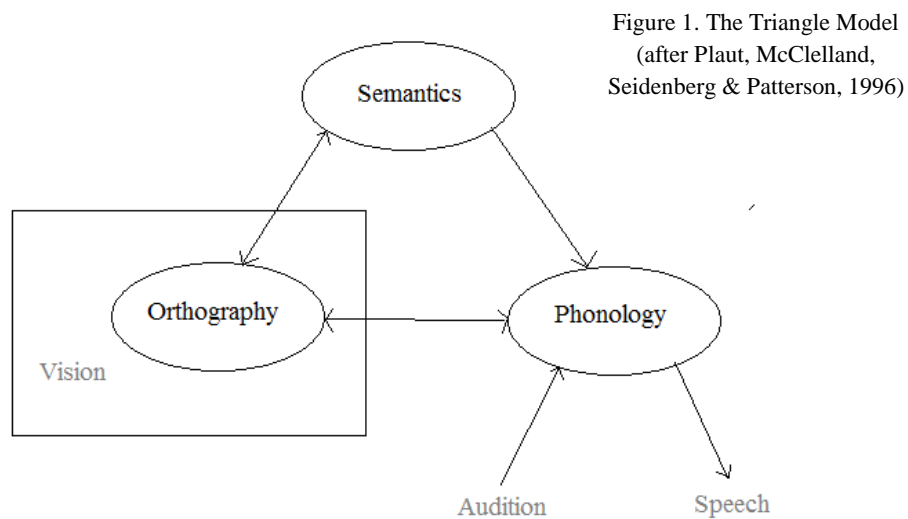 Figure 1. The Triangle Model
(after Plaut, McClelland,
Seidenberg & Patterson, 1996)
Semantics
Orthography
Phonology
Vision
Audition
Speech